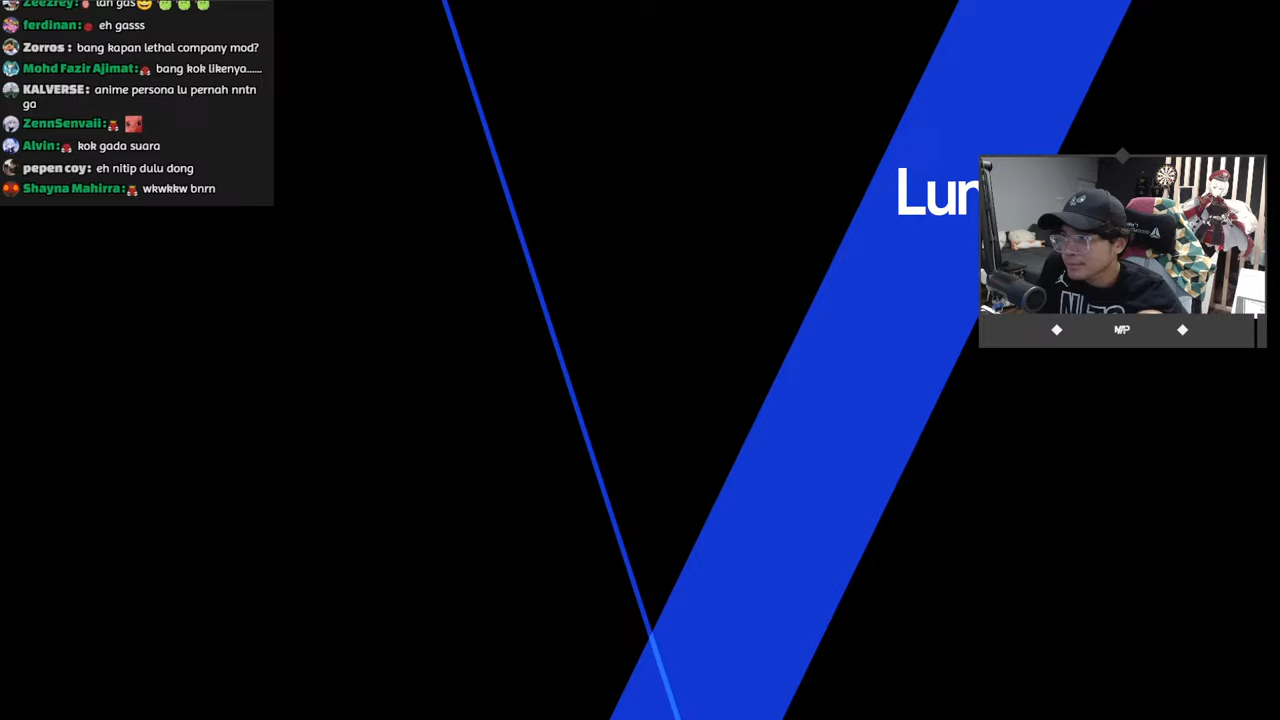 Zeezrey: lah gas
ferdinan: eh gasss
Zorros: bang kapan lethal company mod?
Mohd Fazir Ajimat: bang kok likenya......
KALVERSE: anime persona lu pernah nntn
ga
ZennSenvaii:
Alvin: kok gada suara
pepen coy: eh nitip dulu dong
Shayna Mahirra: wkwkkw bnrn
Lun